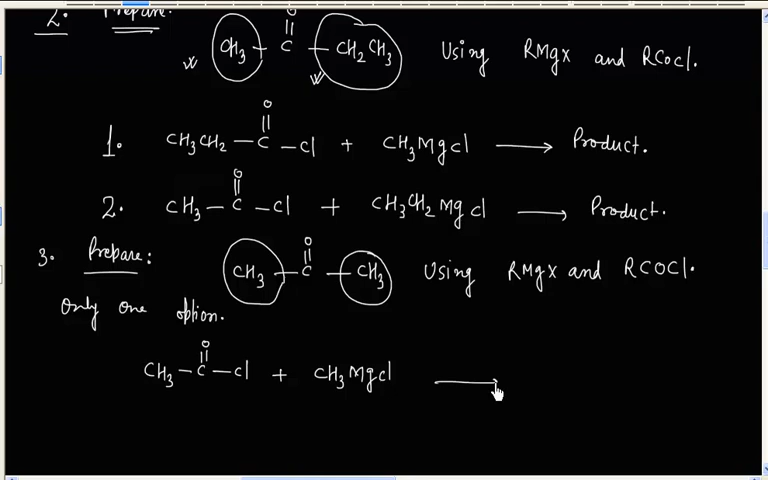 2. Prepare:
O
CH3 - C - CH2CH3 Using RMgx and RCocl.
O
1. CH3CH2 - C - Cl + CH3Mgcl → Product.
O
2. CH3 - C - Cl + CH3CH2Mgcl → Product.
O
3. Prepare: CH3 - C - CH3 Using RMgx and RCOCl.
Only one option.
O
CH3 - C - Cl + CH3Mgcl →